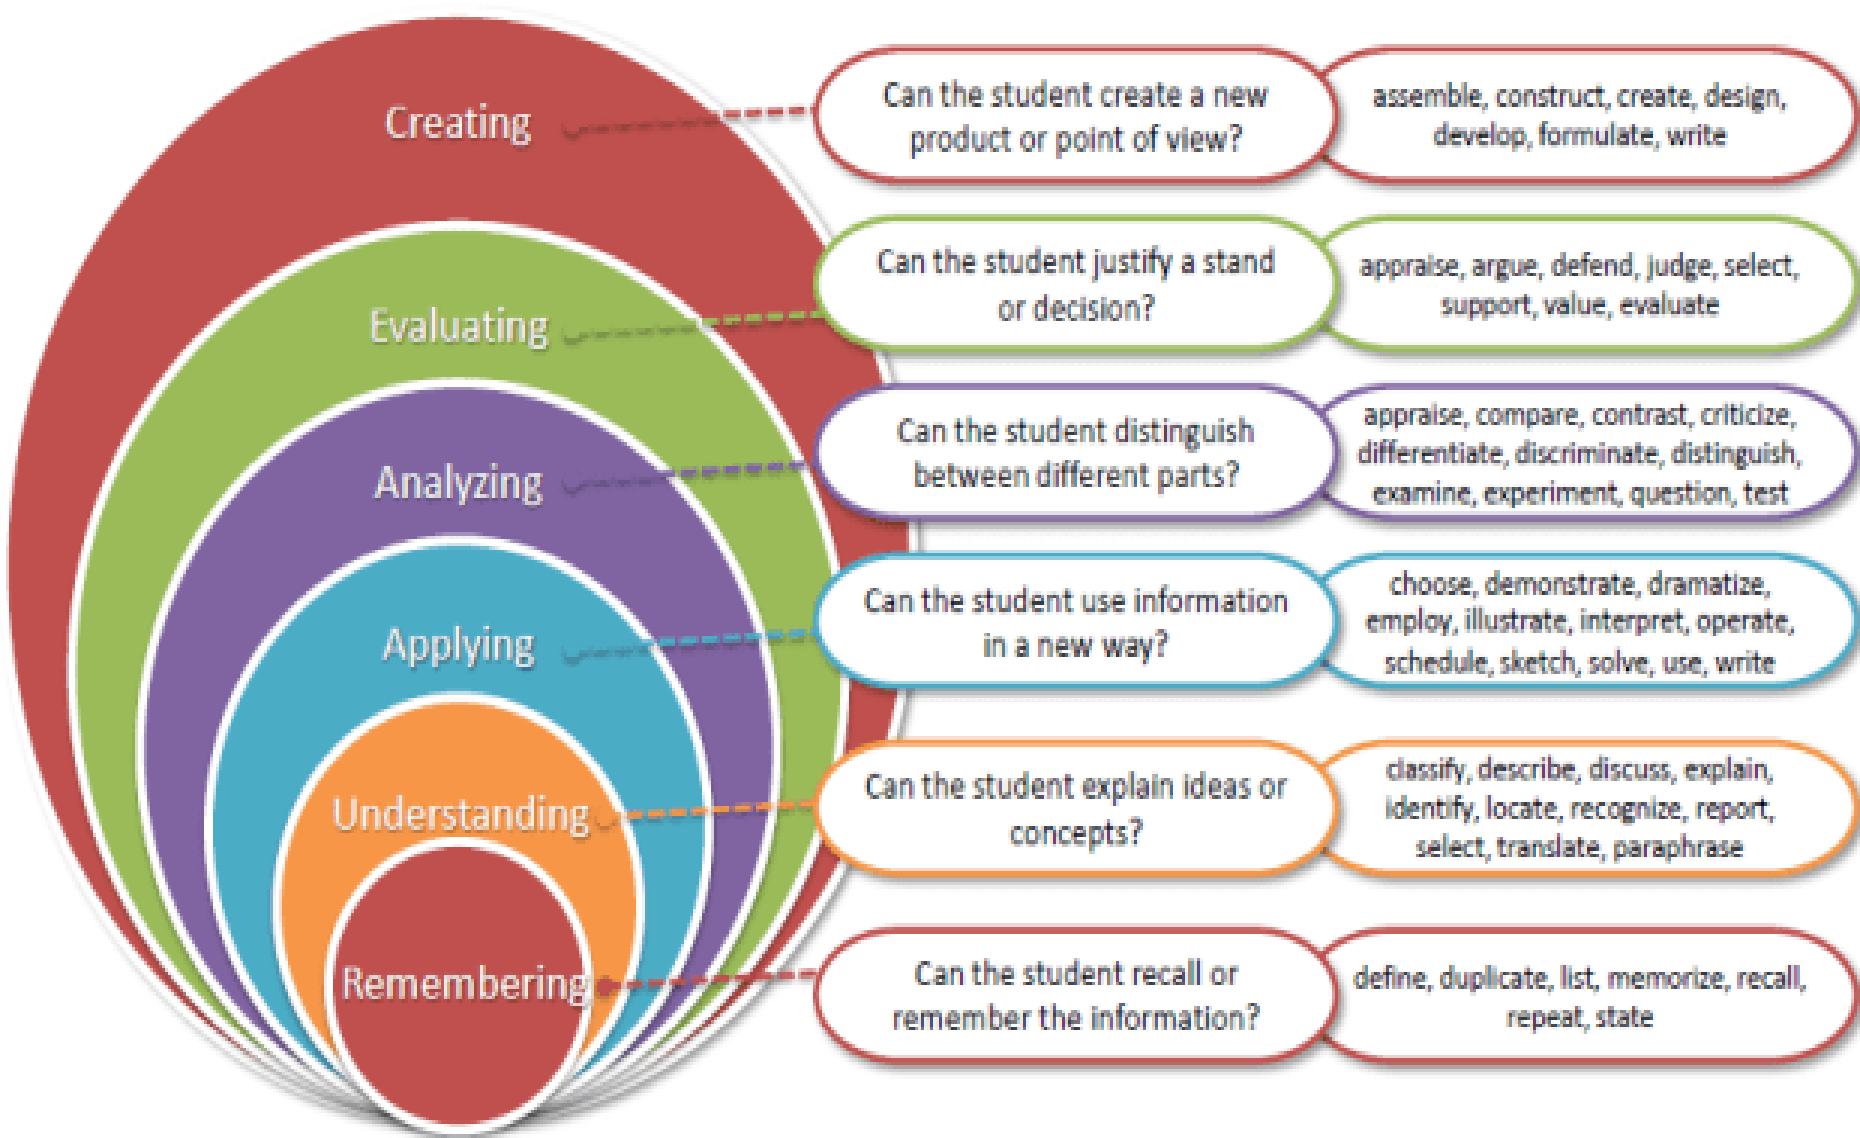 Creating
Can the student create a new
product or point of view?
assemble, construct, create, design,
develop, formulate, write
Evaluating
Can the student justify a stand
or decision?
appraise, argue, defend, judge, select,
support, value, evaluate
Analyzing
Can the student distinguish
between different parts?
appraise, compare, contrast, criticize,
differentiate, discriminate, distinguish,
examine, experiment, question, test
Applying
Can the student use information
in a new way?
choose, demonstrate, dramatize,
employ, illustrate, interpret, operate,
schedule, sketch, solve, use, write
Understanding
Can the student explain ideas or
concepts?
classify, describe, discuss, explain,
identify, locate, recognize, report,
select, translate, paraphrase
Remembering
Can the student recall or
remember the information?
define, duplicate, list, memorize, recall,
repeat, state